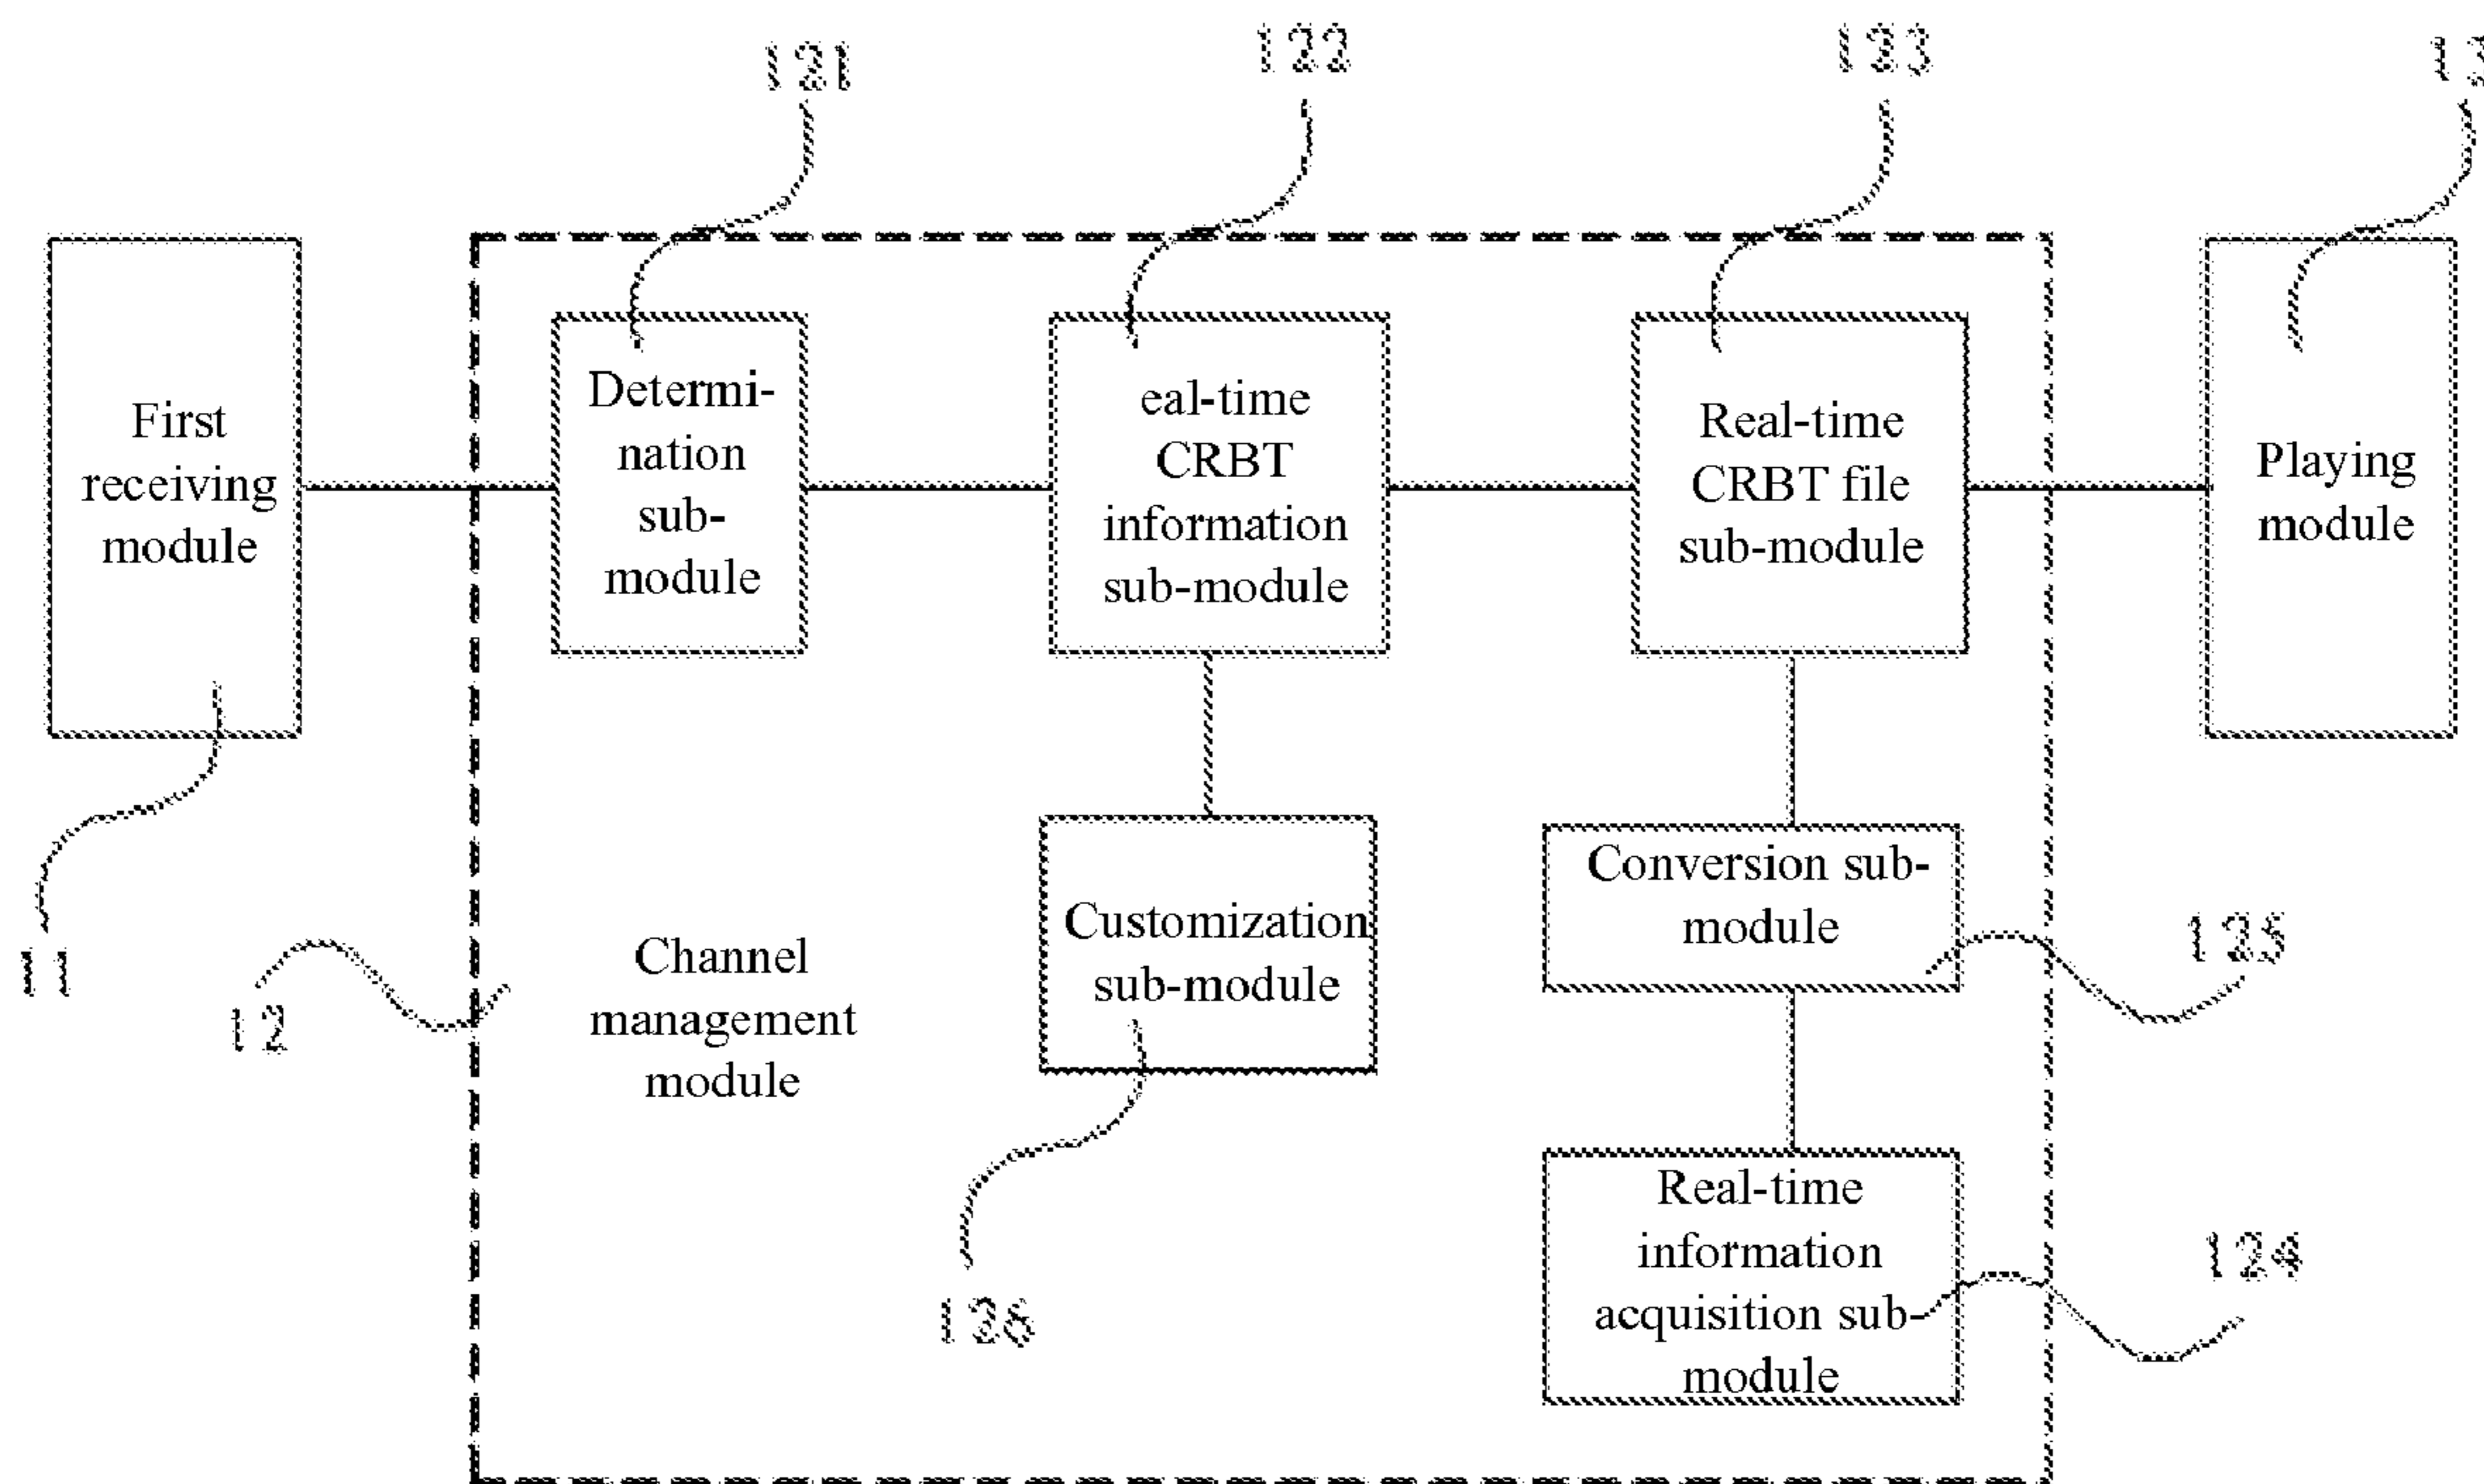 121
122
123
13
First
receiving
module
Determi-
nation
sub-
module
eal-time
CRBT
information
sub-module
Real-time
CRBT file
sub-module
Playing
module
11
12
Channel
management
module
Customization
sub-module
126
Conversion sub-
module
125
Real-time
information
acquisition sub-
module
124